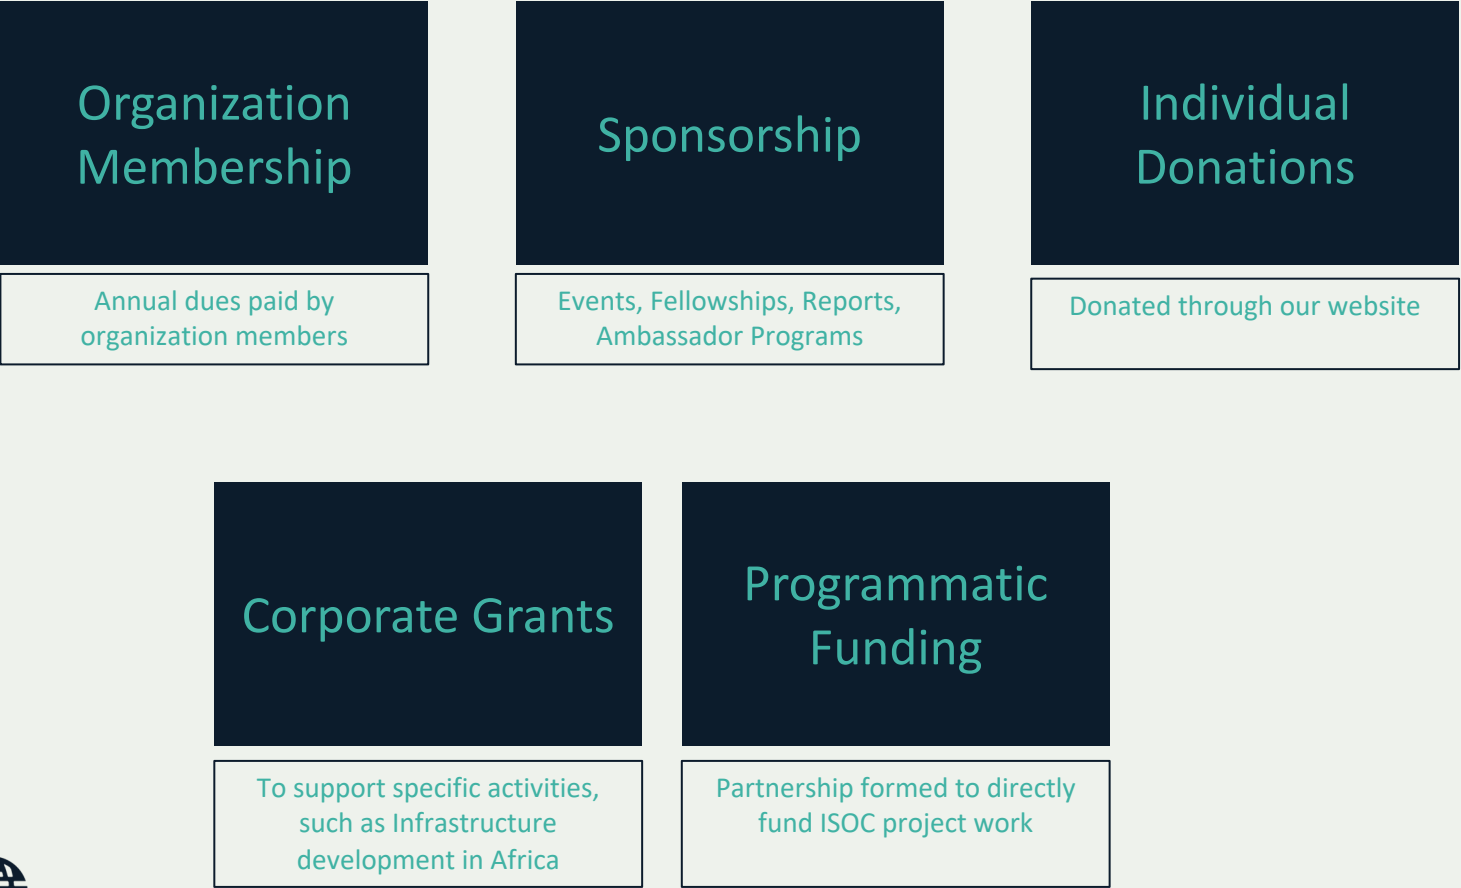 Organization
Membership
Annual dues paid by
organization members
Sponsorship
Events, Fellowships, Reports,
Ambassador Programs
Individual
Donations
Donated through our website
Corporate Grants
To support specific activities,
such as Infrastructure
development in Africa
Programmatic
Funding
Partnership formed to directly
fund ISOC project work